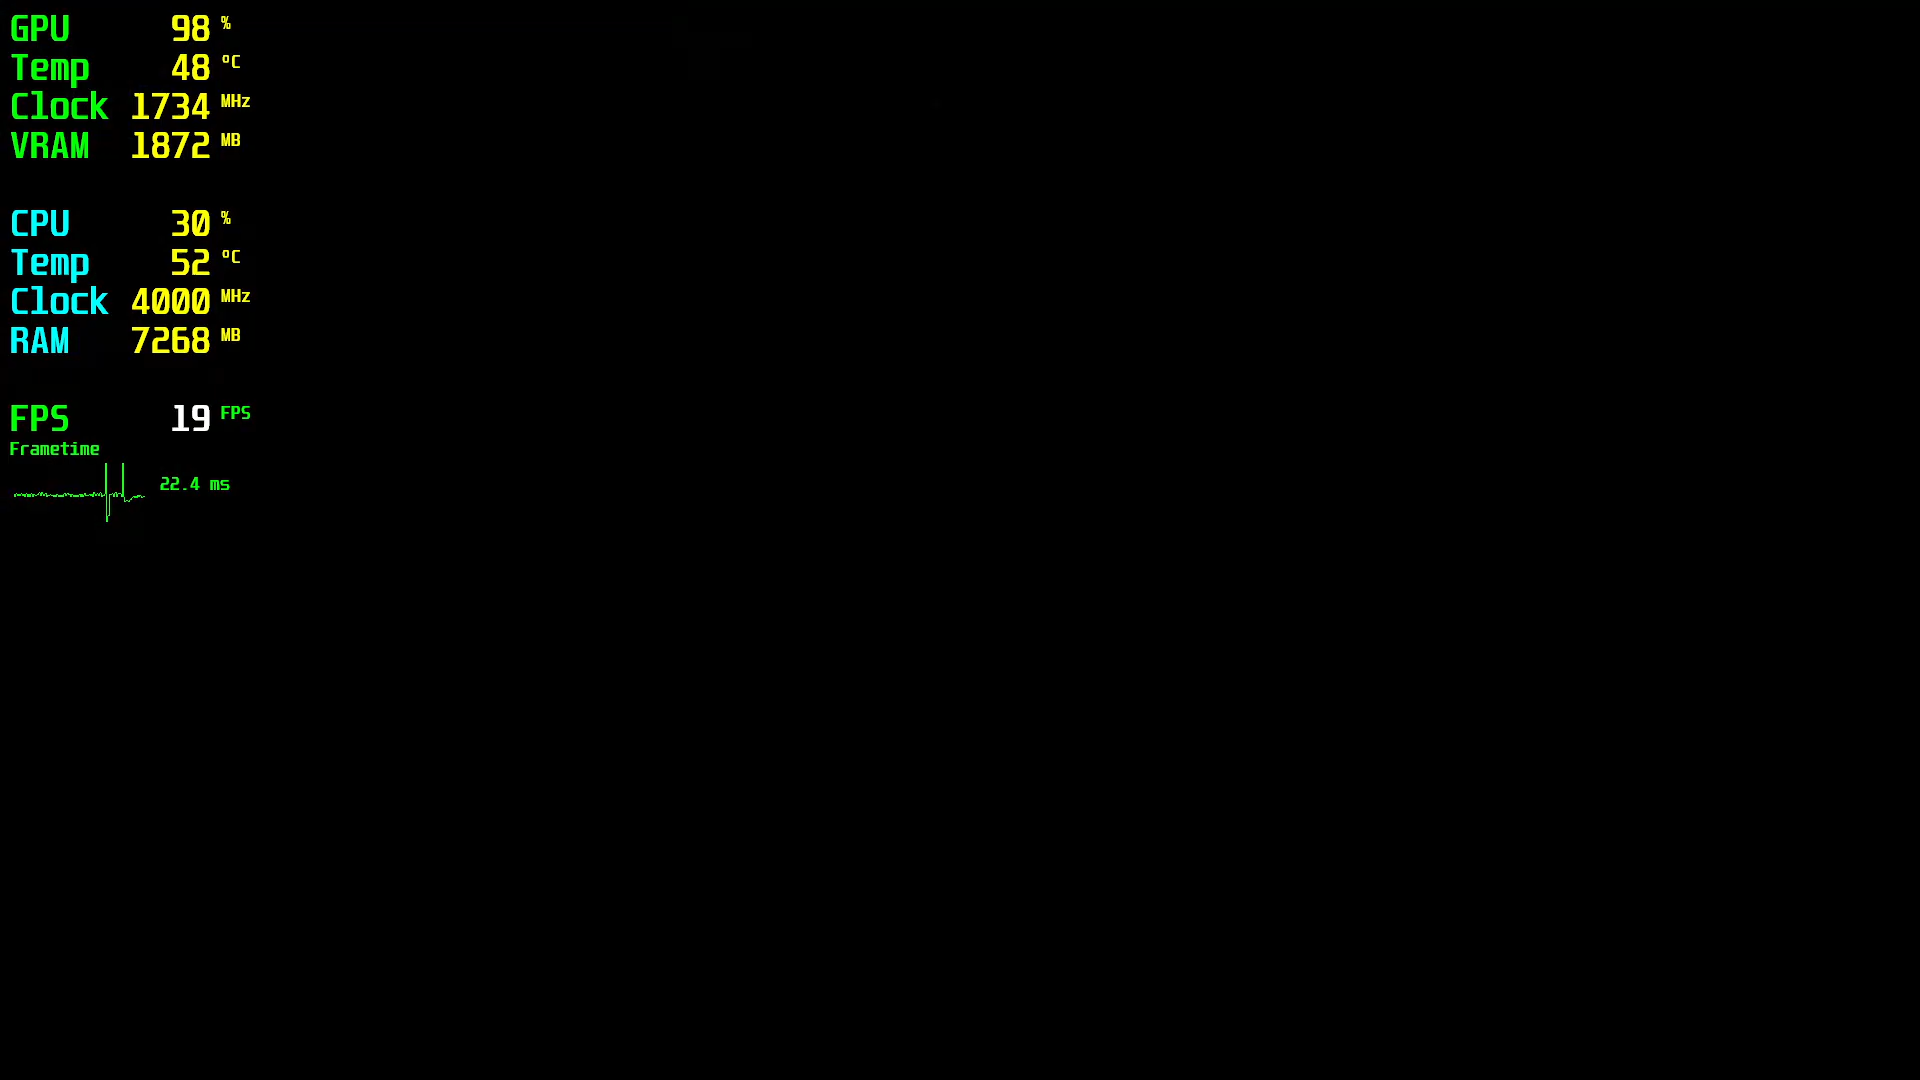 GPU 98 %
Temp 48 °C
Clock 1734 MHz
VRAM 1872 MB
CPU 30 %
Temp 52 °C
Clock 4000 MHz
RAM 7268 MB
FPS 19 FPS
Frametime
22.4 ms